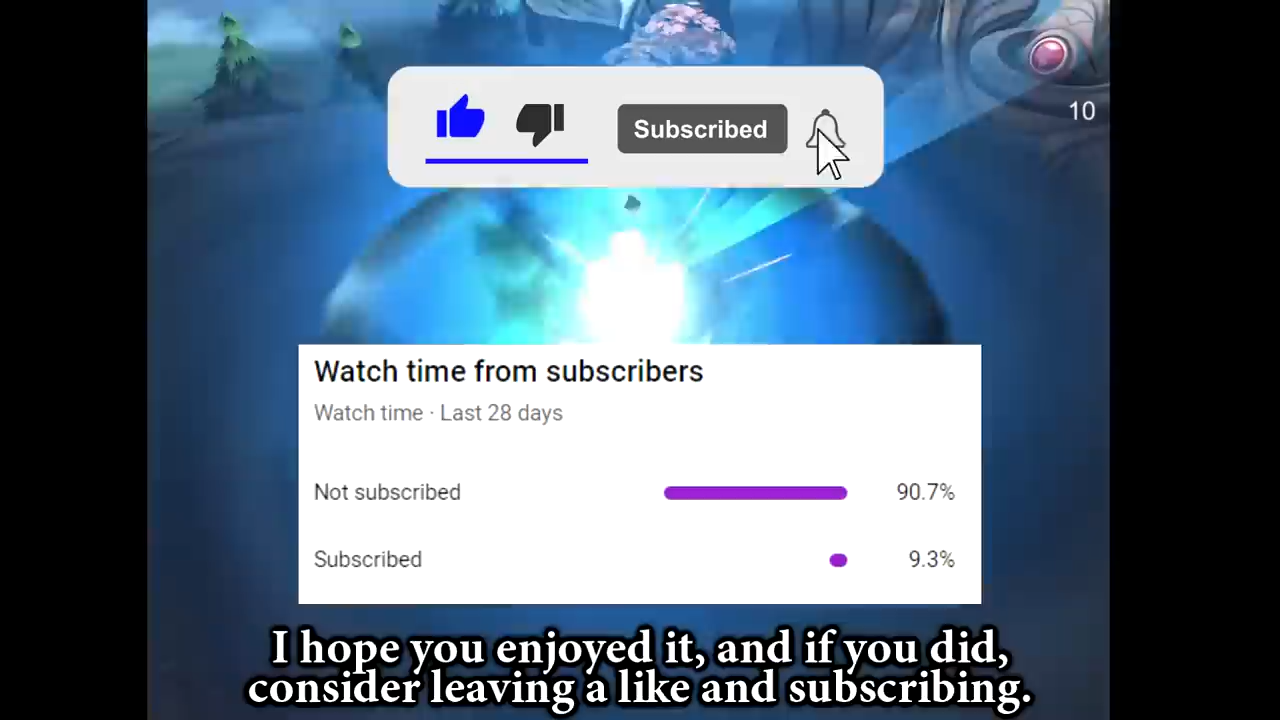 Subscribed
10
Watch time from subscribers
Watch time · Last 28 days
Not subscribed 90.7%
Subscribed 9.3%
I hope you enjoyed it, and if you did,
consider leaving a like and subscribing.